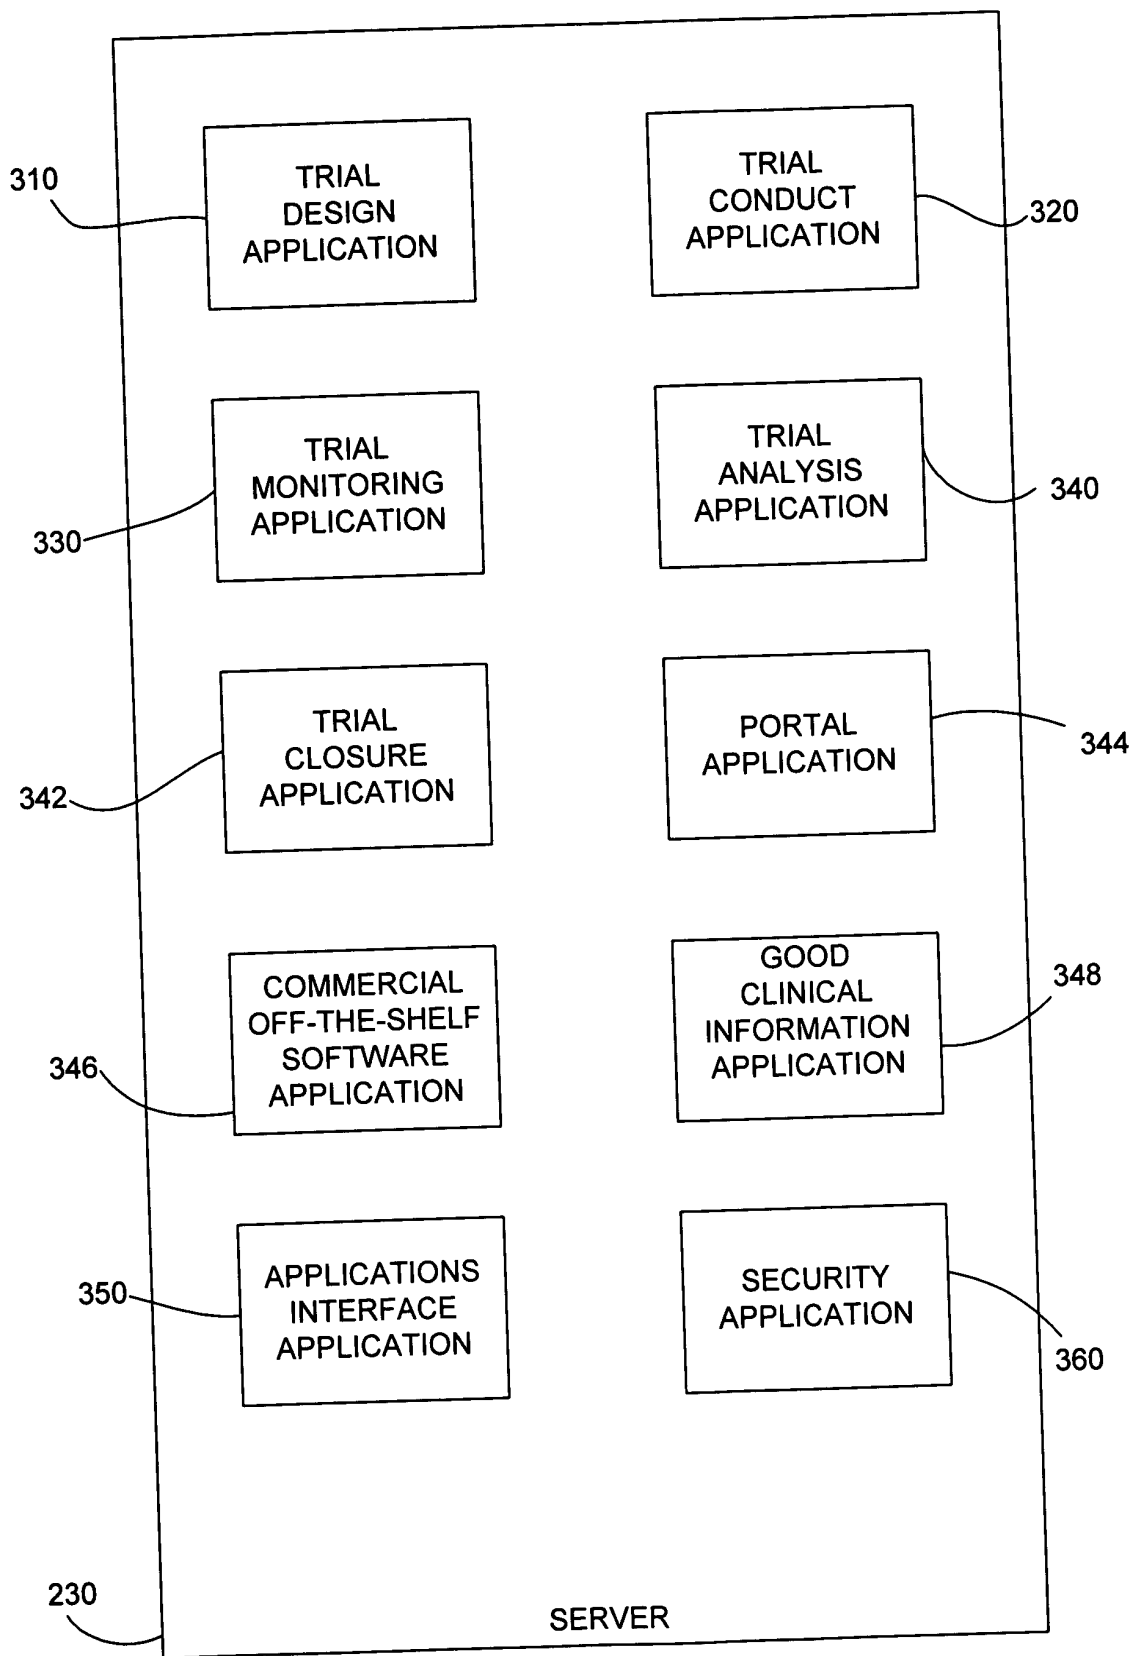 310
TRIAL
DESIGN
APPLICATION
TRIAL
CONDUCT
APPLICATION
320
TRIAL
MONITORING
APPLICATION
330
TRIAL
ANALYSIS
APPLICATION
340
TRIAL
CLOSURE
APPLICATION
342
PORTAL
APPLICATION
344
COMMERCIAL
OFF-THE-SHELF
SOFTWARE
APPLICATION
346
GOOD
CLINICAL
INFORMATION
APPLICATION
348
350
APPLICATIONS
INTERFACE
APPLICATION
SECURITY
APPLICATION
360
230
SERVER